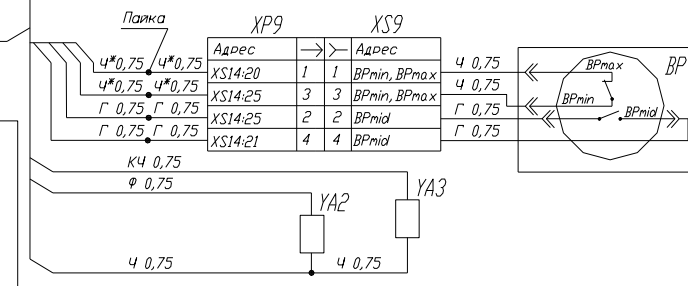 Пайка
XP9 XS9
Адрес Адрес
Ч*0,75 Ч*0,75 XS14:20 1 1 BPmin, BPmax Ч 0,75
Ч*0,75 Ч*0,75 XS14:25 3 3 BPmin, BPmax Ч 0,75
Г 0,75 Г 0,75 XS14:25 2 2 BPmid Г 0,75
Г 0,75 Г 0,75 XS14:21 4 4 BPmid Г 0,75
BPmax
BP
BPmin
BPmid
КЧ 0,75
Ф 0,75
YA2
YA3
Ч 0,75 Ч 0,75